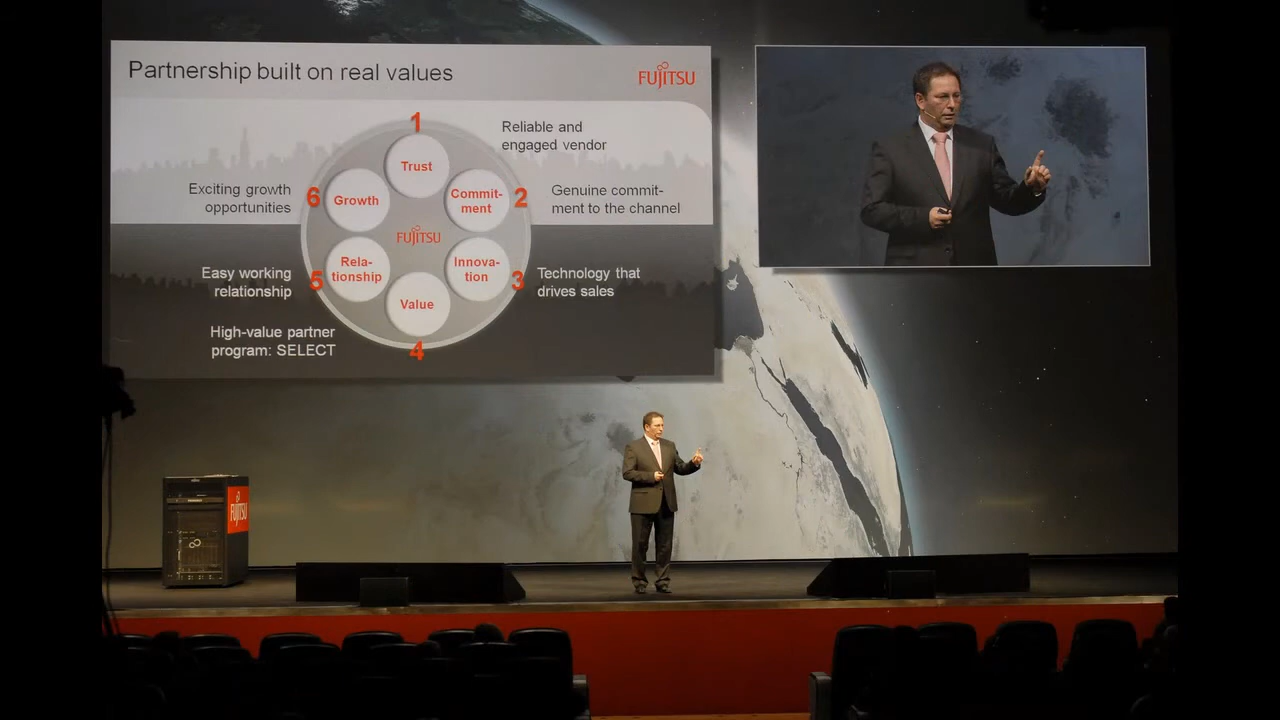 Partnership built on real values
FUJITSU
1
Trust
Reliable and
engaged vendor
Commit-
ment
2
Genuine commit-
ment to the channel
Innova-
tion
3
Technology that
drives sales
Value
4
High-value partner
program: SELECT
Rela-
tionship
5
Easy working
relationship
Growth
6
Exciting growth
opportunities
FUJITSU
FUJITSU